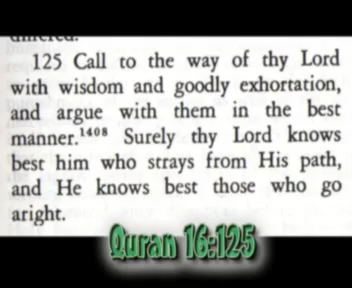 differed.
125 Call to the way of thy Lord
with wisdom and goodly exhortation,
and argue with them in the best
manner.¹⁴⁰⁸ Surely thy Lord knows
best him who strays from His path,
and He knows best those who go
aright.
Quran 16:125